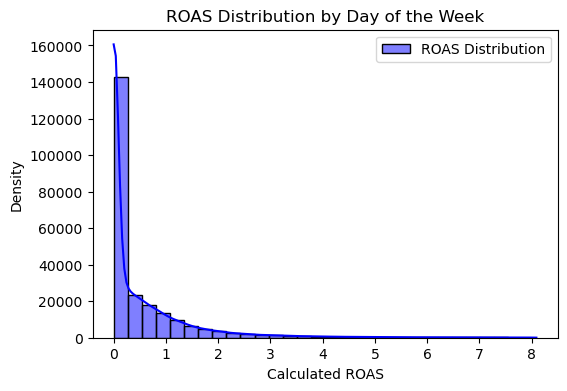 ROAS Distribution by Day of the Week
ROAS Distribution
160000
140000
120000
100000
80000
60000
40000
20000
0
Density
0 1 2 3 4 5 6 7 8
Calculated ROAS